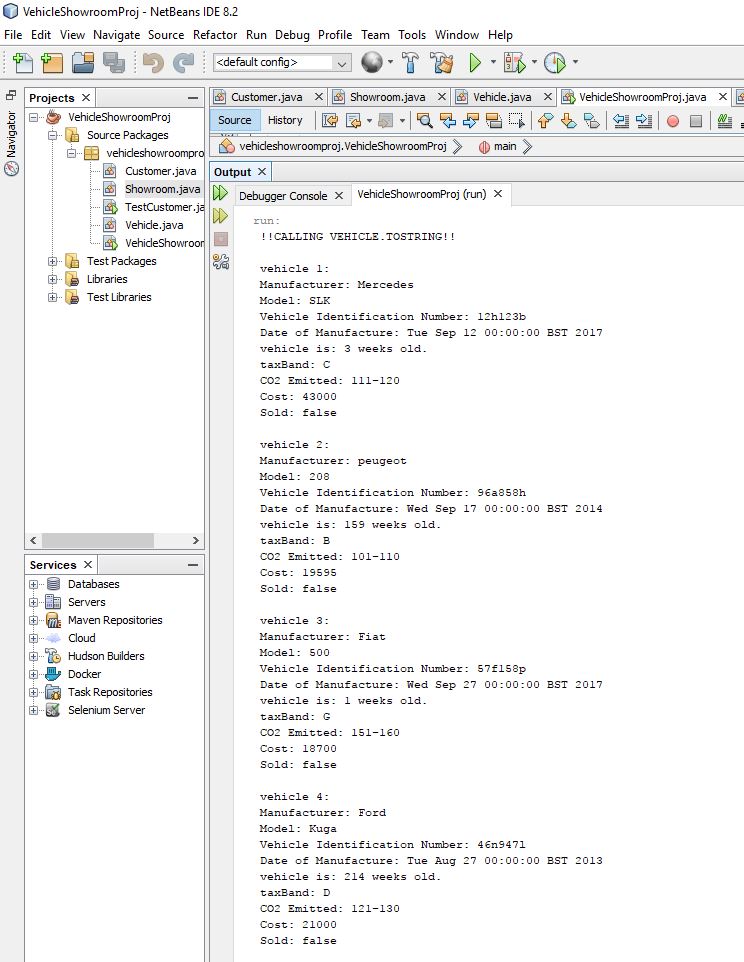 VehicleShowroomProj - NetBeans IDE 8.2
File Edit View Navigate Source Refactor Run Debug Profile Team Tools Window Help
<default config>
Navigator
Projects
VehicleShowroomProj
Source Packages
vehicleshowroompro
Customer.java
Showroom.java
TestCustomer.ja
Vehicle.java
VehicleShowroom
Test Packages
Libraries
Test Libraries
Services
Databases
Servers
Maven Repositories
Cloud
Hudson Builders
Docker
Task Repositories
Selenium Server
Customer.java Showroom.java Vehicle.java VehicleShowroomProj.java
Source History
vehicleshowroomproj.VehicleShowroomProj main
Output
Debugger Console VehicleShowroomProj (run)
run:
!!CALLING VEHICLE.TOSTRING!!
vehicle 1:
Manufacturer: Mercedes
Model: SLK
Vehicle Identification Number: 12h123b
Date of Manufacture: Tue Sep 12 00:00:00 BST 2017
vehicle is: 3 weeks old.
taxBand: C
CO2 Emitted: 111-120
Cost: 43000
Sold: false
vehicle 2:
Manufacturer: peugeot
Model: 208
Vehicle Identification Number: 96a858h
Date of Manufacture: Wed Sep 17 00:00:00 BST 2014
vehicle is: 159 weeks old.
taxBand: B
CO2 Emitted: 101-110
Cost: 19595
Sold: false
vehicle 3:
Manufacturer: Fiat
Model: 500
Vehicle Identification Number: 57f158p
Date of Manufacture: Wed Sep 27 00:00:00 BST 2017
vehicle is: 1 weeks old.
taxBand: G
CO2 Emitted: 151-160
Cost: 18700
Sold: false
vehicle 4:
Manufacturer: Ford
Model: Kuga
Vehicle Identification Number: 46n947l
Date of Manufacture: Tue Aug 27 00:00:00 BST 2013
vehicle is: 214 weeks old.
taxBand: D
CO2 Emitted: 121-130
Cost: 21000
Sold: false